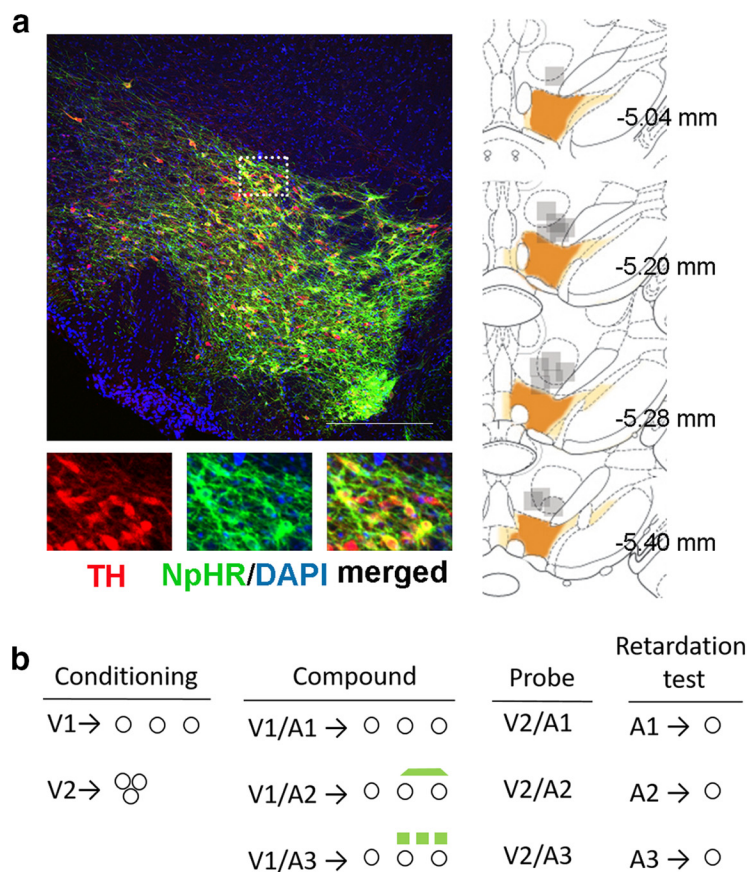 a
-5.04 mm
-5.20 mm
-5.28 mm
-5.40 mm
TH NpHR/DAPI merged
b
Conditioning Compound Probe Retardation test
V1→ V1/A1 → V2/A1 A1 →
V2→ V1/A2 → V2/A2 A2 →
V1/A3 → V2/A3 A3 →